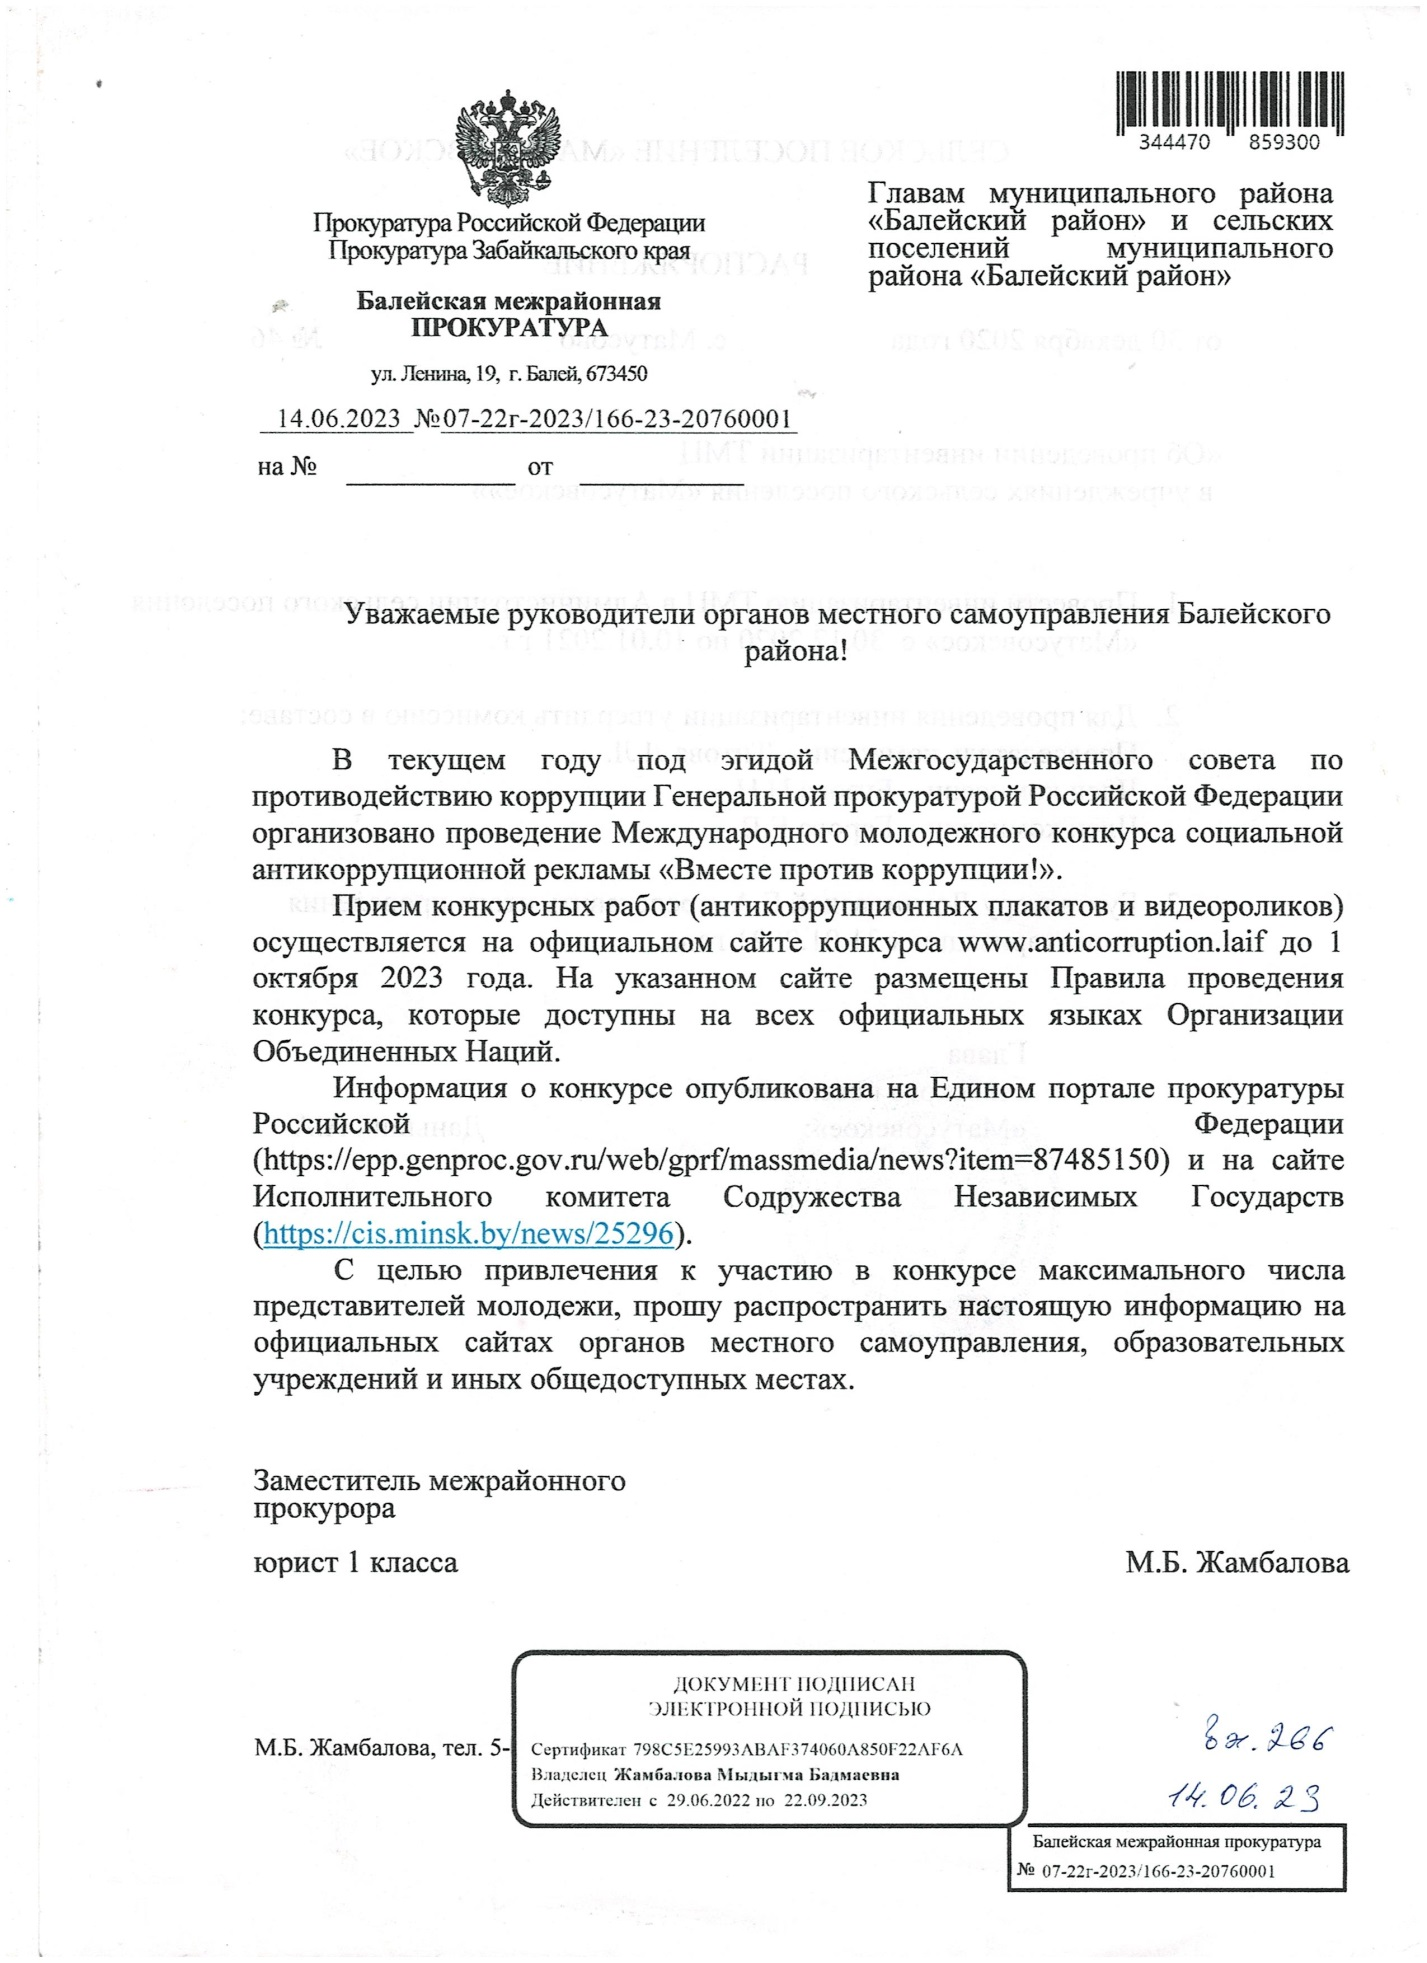 344470 859300
Прокуратура Российской Федерации
Прокуратура Забайкальского края
Балейская межрайонная
ПРОКУРАТУРА
ул. Ленина, 19, г. Балей, 673450
14.06.2023 №07-22г-2023/166-23-20760001
на № от
Главам муниципального района
«Балейский район» и сельских
поселений муниципального
района «Балейский район»
Уважаемые руководители органов местного самоуправления Балейского
района!
В текущем году под эгидой Межгосударственного совета по
противодействию коррупции Генеральной прокуратурой Российской Федерации
организовано проведение Международного молодежного конкурса социальной
антикоррупционной рекламы «Вместе против коррупции!».
Прием конкурсных работ (антикоррупционных плакатов и видеороликов)
осуществляется на официальном сайте конкурса www.anticorruption.laif до 1
октября 2023 года. На указанном сайте размещены Правила проведения
конкурса, которые доступны на всех официальных языках Организации
Объединенных Наций.
Информация о конкурсе опубликована на Едином портале прокуратуры
Российской Федерации
(https://epp.genproc.gov.ru/web/gprf/massmedia/news?item=87485150) и на сайте
Исполнительного комитета Содружества Независимых Государств
(https://cis.minsk.by/news/25296).
С целью привлечения к участию в конкурсе максимального числа
представителей молодежи, прошу распространить настоящую информацию на
официальных сайтах органов местного самоуправления, образовательных
учреждений и иных общедоступных местах.
Заместитель межрайонного
прокурора
юрист 1 класса М.Б. Жамбалова
ДОКУМЕНТ ПОДПИСАН
ЭЛЕКТРОННОЙ ПОДПИСЬЮ
М.Б. Жамбалова, тел. 5-
Сертификат 798C5E25993ABAF374060A850F22AF6A
Владелец Жамбалова Мыдыгма Бадмаевна
Действителен с 29.06.2022 по 22.09.2023
Вх. 266
14.06.23
Балейская межрайонная прокуратура
№ 07-22г-2023/166-23-20760001